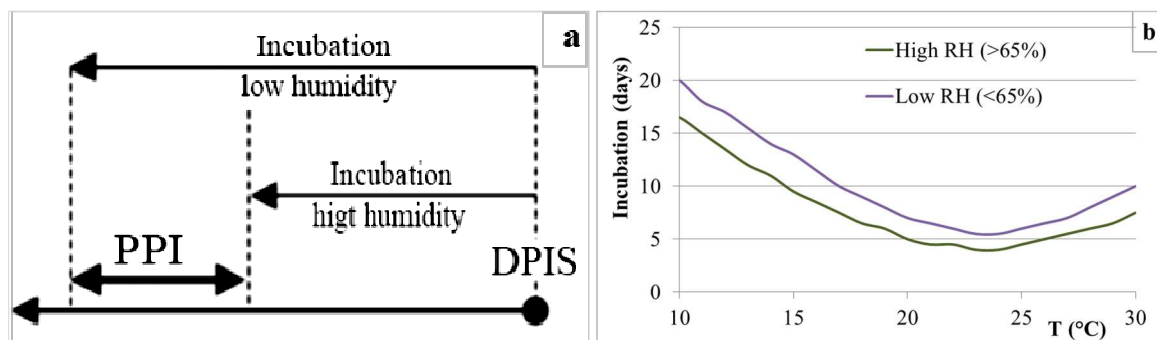 a
Incubation
low humidity
Incubation
higt humidity
PPI
DPIS
b
25
20
15
10
5
0
Incubation (days)
High RH (>65%)
Low RH (<65%)
10
15
20
25
30
T (°C)